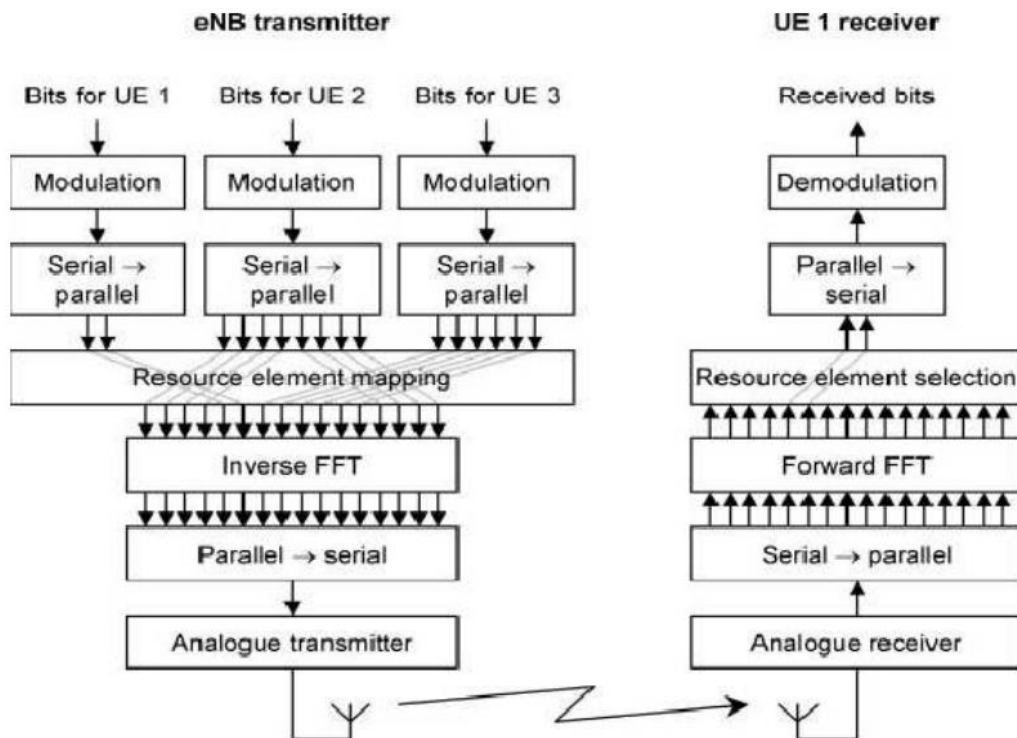 eNB transmitter
UE 1 receiver
Bits for UE 1
Bits for UE 2
Bits for UE 3
Received bits
Modulation
Modulation
Modulation
Demodulation
Serial →
parallel
Serial →
parallel
Serial →
parallel
Parallel →
serial
Resource element mapping
Resource element selection
Inverse FFT
Forward FFT
Parallel → serial
Serial → parallel
Analogue transmitter
Analogue receiver